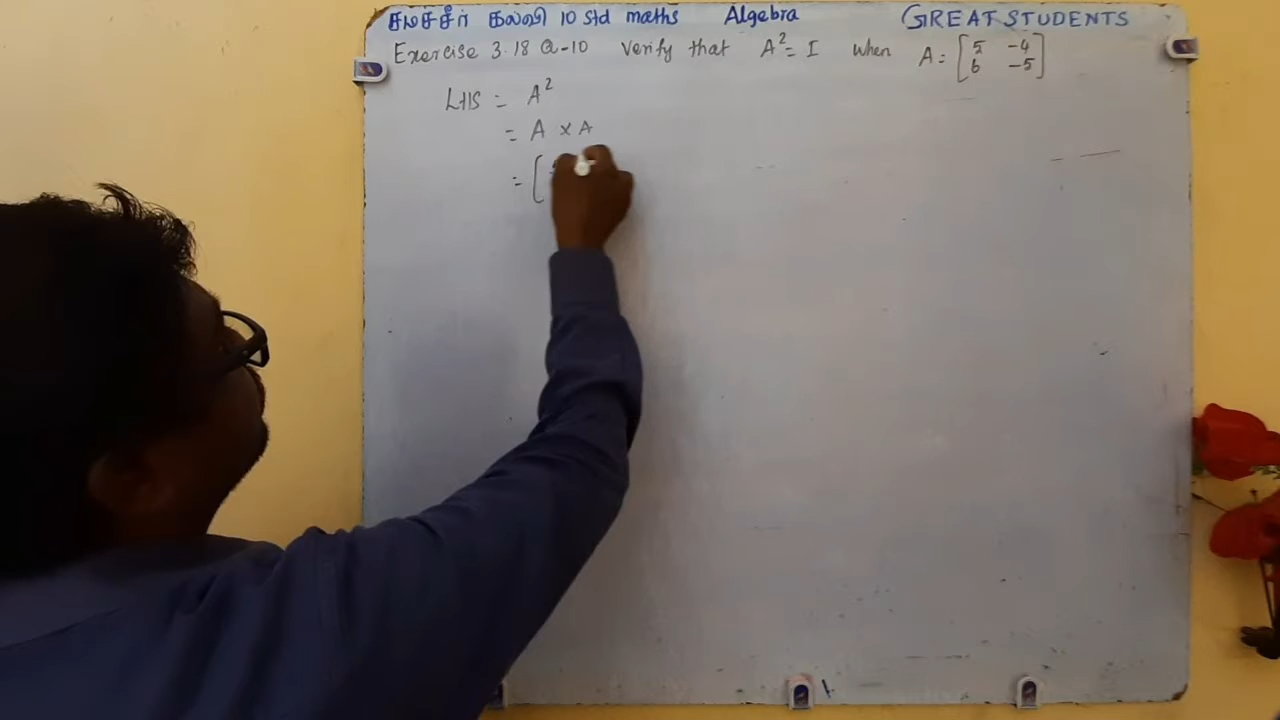 சமச்சீர் கல்வி 10 std maths Algebra GREAT STUDENTS
Exercise 3.18 Q-10 Verify that A² = I when A = [5 -4
6 -5]
LHS = A²
= A × A
= [